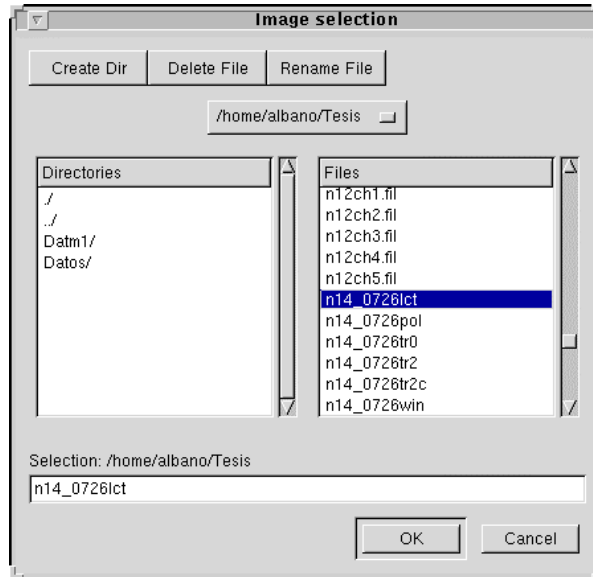 Image selection
Create Dir Delete File Rename File
/home/albano/Tesis
Directories
./
../
Datm1/
Datos/
Files
n12ch1.fil
n12ch2.fil
n12ch3.fil
n12ch4.fil
n12ch5.fil
n14_0726lct
n14_0726pol
n14_0726tr0
n14_0726tr2
n14_0726tr2c
n14_0726win
Selection: /home/albano/Tesis
n14_0726lct
OK Cancel